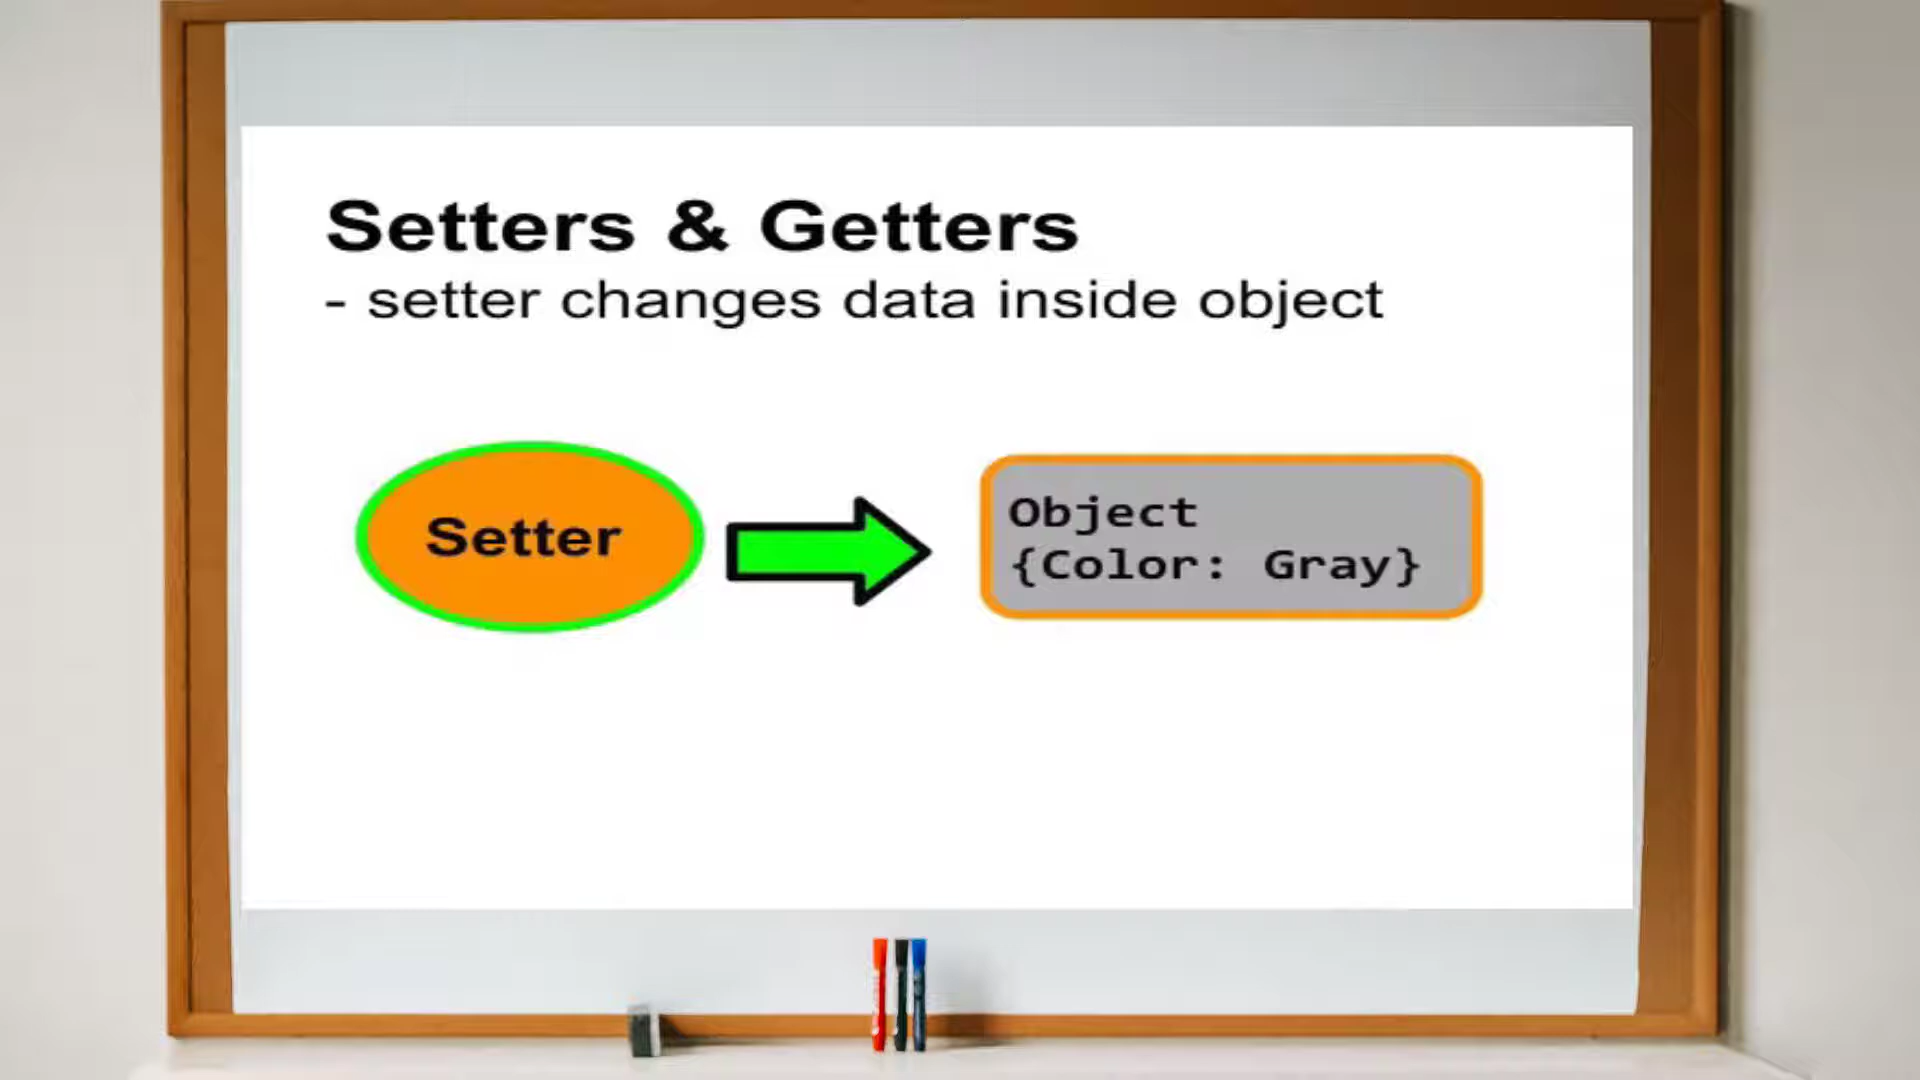 Setters & Getters
- setter changes data inside object
Setter
Object
{Color: Gray}